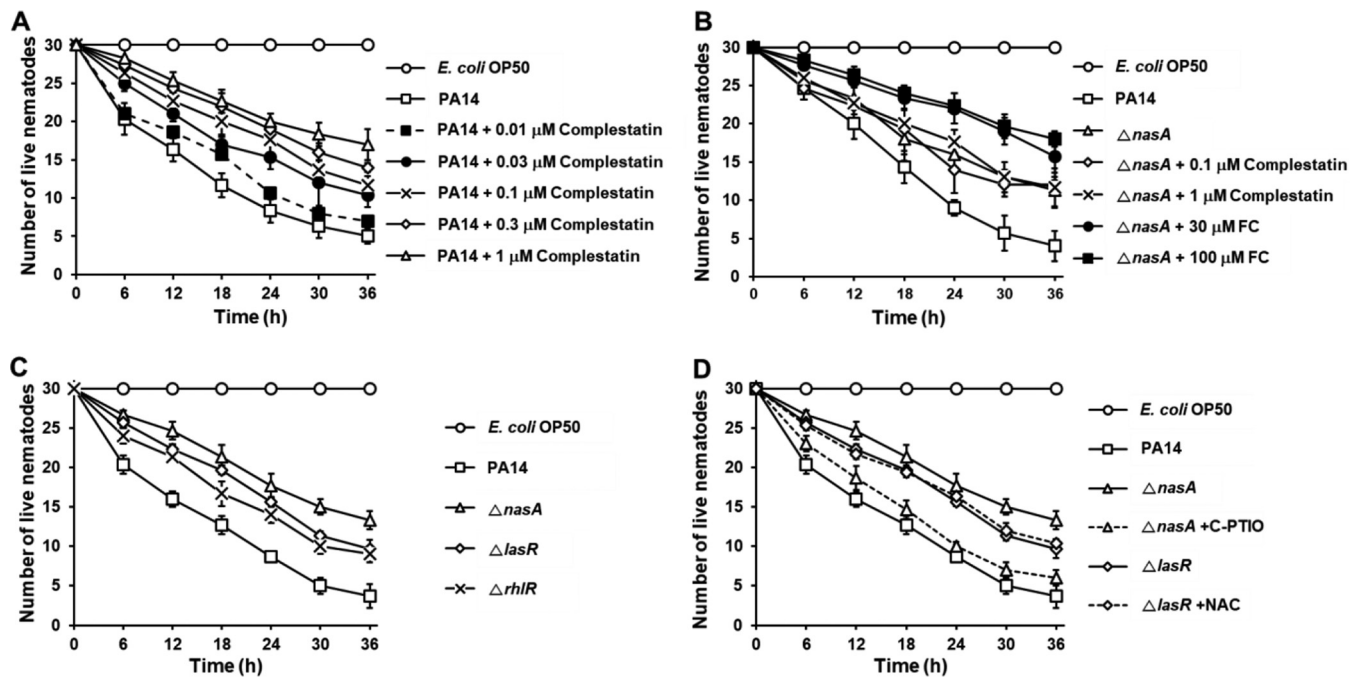 A
Number of live nematodes
30
25
20
15
10
5
0
0 6 12 18 24 30 36
Time (h)
E. coli OP50
PA14
PA14 + 0.01 μM Complestatin
PA14 + 0.03 μM Complestatin
PA14 + 0.1 μM Complestatin
PA14 + 0.3 μM Complestatin
PA14 + 1 μM Complestatin
B
Number of live nematodes
30
25
20
15
10
5
0
0 6 12 18 24 30 36
Time (h)
E. coli OP50
PA14
△nasA
△nasA + 0.1 μM Complestatin
△nasA + 1 μM Complestatin
△nasA + 30 μM FC
△nasA + 100 μM FC
C
Number of live nematodes
30
25
20
15
10
5
0
0 6 12 18 24 30 36
Time (h)
E. coli OP50
PA14
△nasA
△lasR
△rhlR
D
Number of live nematodes
30
25
20
15
10
5
0
0 6 12 18 24 30 36
Time (h)
E. coli OP50
PA14
△nasA
△nasA +C-PTIO
△lasR
△lasR +NAC